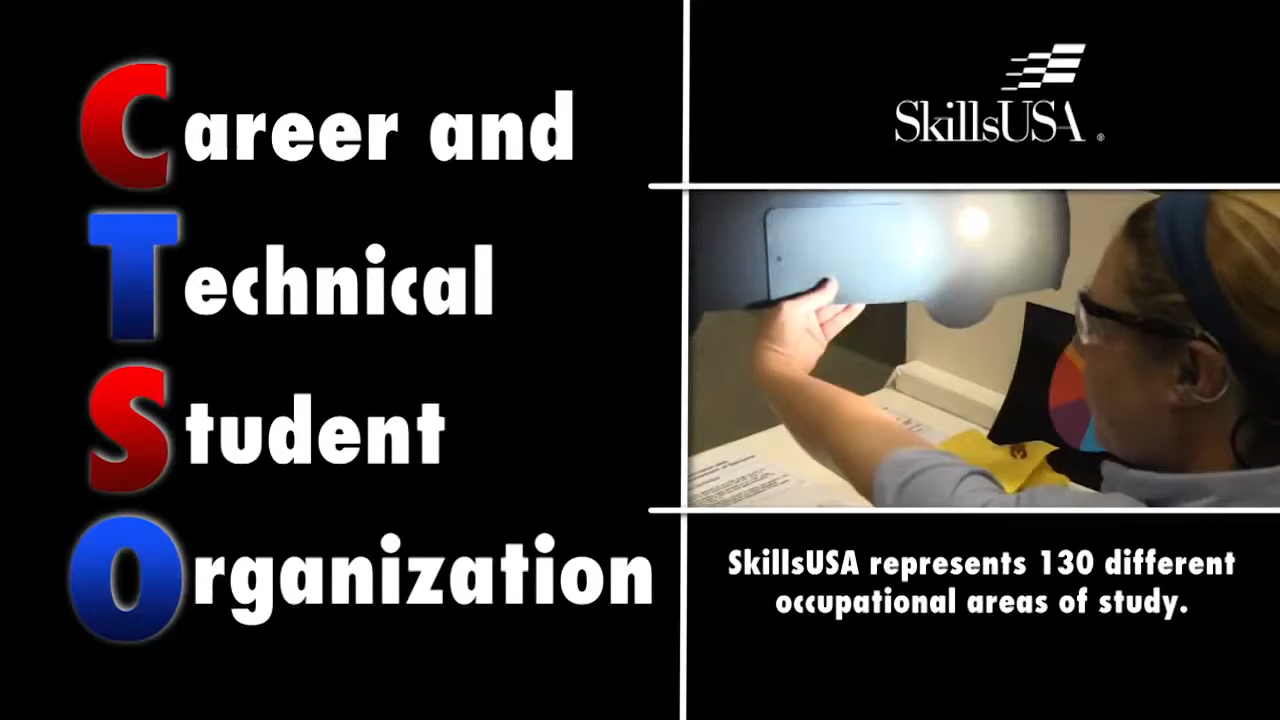 Career and
Technical
Student
Organization
SkillsUSA ®
SkillsUSA represents 130 different
occupational areas of study.